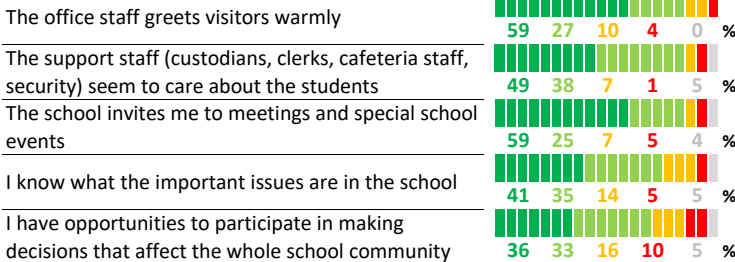 The office staff greets visitors warmly
59 27 10 4 0 %
The support staff (custodians, clerks, cafeteria staff,
security) seem to care about the students
49 38 7 1 5 %
The school invites me to meetings and special school
events
59 25 7 5 4 %
I know what the important issues are in the school
41 35 14 5 5 %
I have opportunities to participate in making
decisions that affect the whole school community
36 33 16 10 5 %